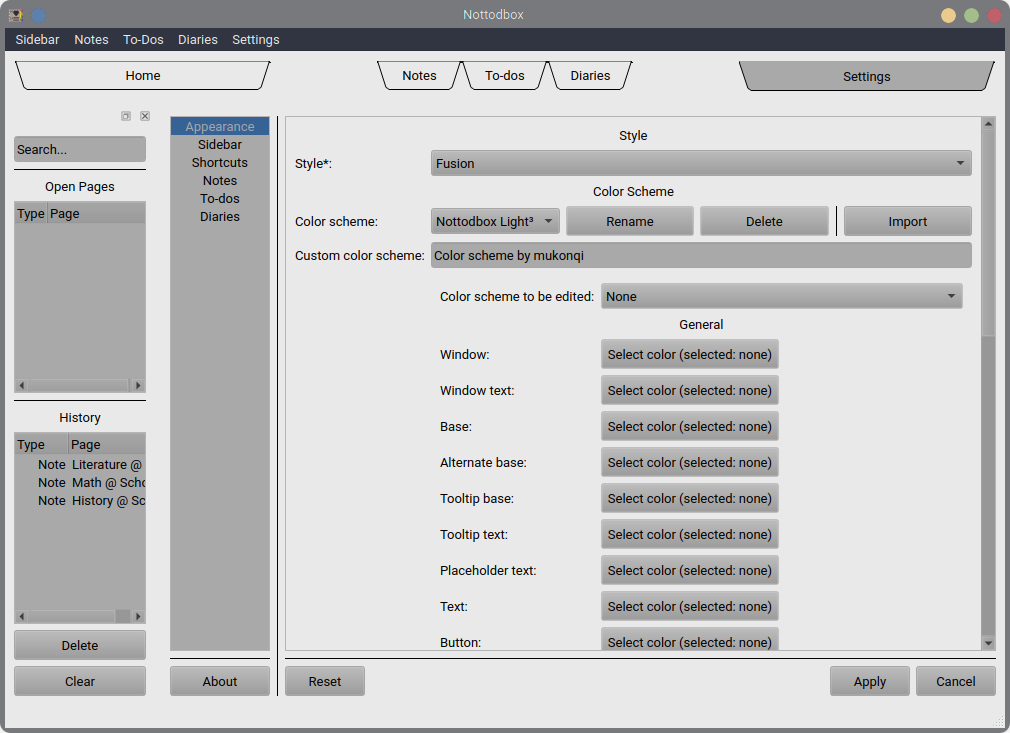 Nottodbox
Sidebar Notes To-Dos Diaries Settings
Home Notes To-dos Diaries Settings
Search...
Open Pages
Type Page
History
Type Page
Note Literature @
Note Math @ Scho
Note History @ Sc
Delete
Clear
Appearance
Sidebar
Shortcuts
Notes
To-dos
Diaries
About
Style
Style*: Fusion
Color Scheme
Color scheme: Nottodbox Light³ Rename Delete Import
Custom color scheme: Color scheme by mukonqi
Color scheme to be edited: None
General
Window: Select color (selected: none)
Window text: Select color (selected: none)
Base: Select color (selected: none)
Alternate base: Select color (selected: none)
Tooltip base: Select color (selected: none)
Tooltip text: Select color (selected: none)
Placeholder text: Select color (selected: none)
Text: Select color (selected: none)
Button: Select color (selected: none)
Reset Apply Cancel